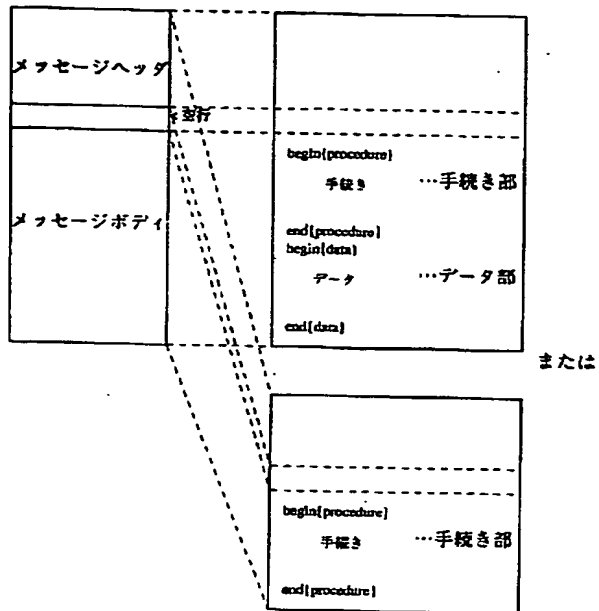 メッセージヘッダ
空行
メッセージボディ
begin{procedure}
手続き …手続き部
end{procedure}
begin{data}
データ …データ部
end{data}
または
begin{procedure}
手続き …手続き部
end{procedure}